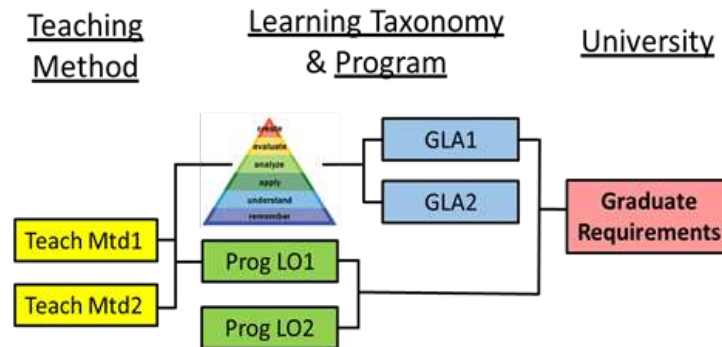 Teaching
Method
Learning Taxonomy
& Program
University
create
evaluate
analyze
apply
understand
remember
GLA1
GLA2
Graduate
Requirements
Teach Mtd1
Teach Mtd2
Prog LO1
Prog LO2